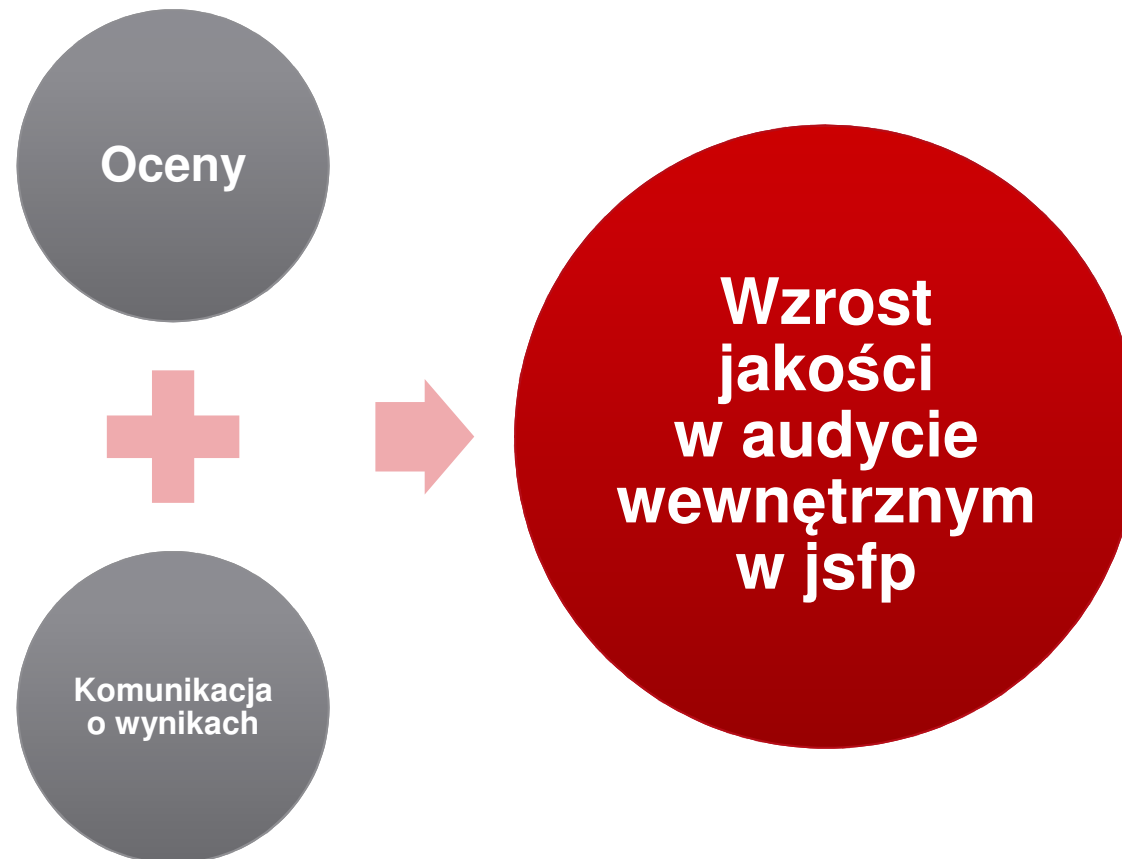 Oceny
Komunikacja
o wynikach
Wzrost
jakości
w audycie
wewnętrznym
w jsfp